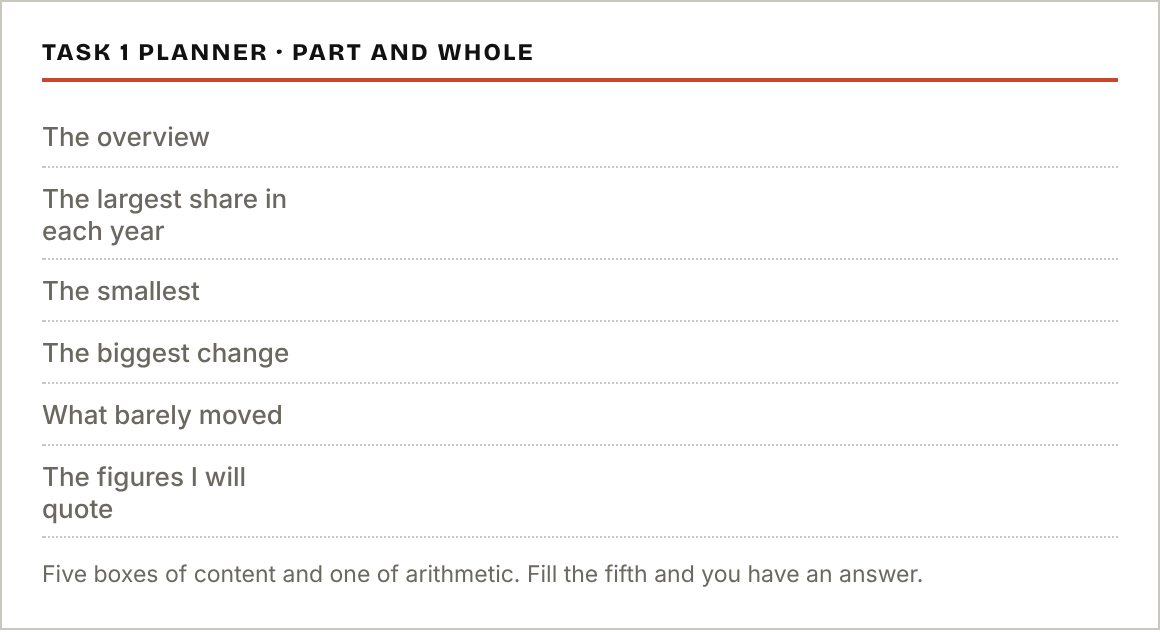 TASK 1 PLANNER · PART AND WHOLE
The overview
The largest share in
each year
The smallest
The biggest change
What barely moved
The figures I will
quote
Five boxes of content and one of arithmetic. Fill the fifth and you have an answer.